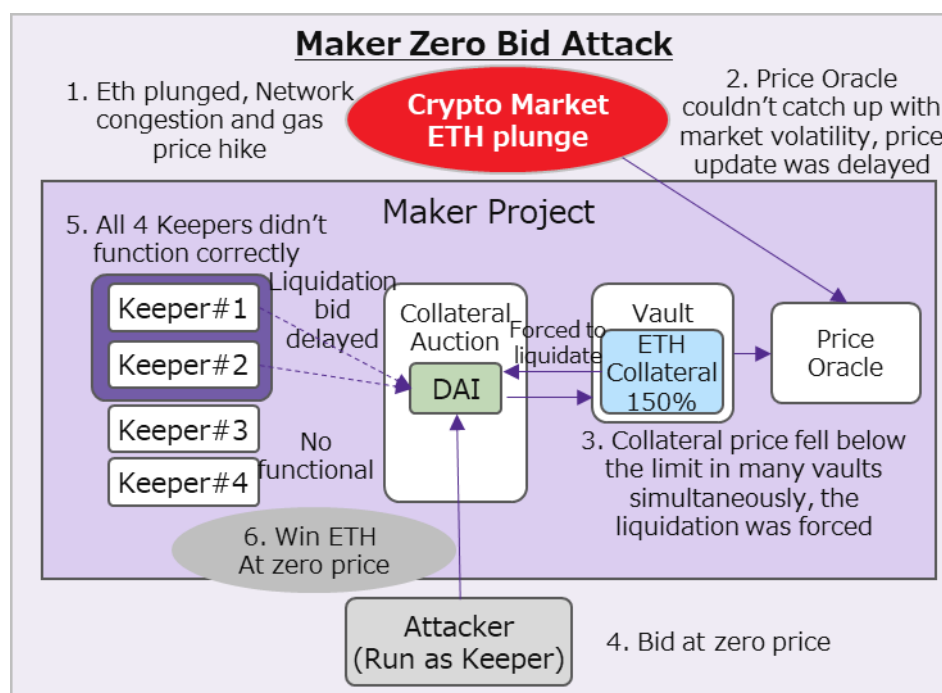 Maker Zero Bid Attack
1. Eth plunged, Network
congestion and gas
price hike
Crypto Market
ETH plunge
2. Price Oracle
couldn't catch up with
market volatility, price
update was delayed
Maker Project
5. All 4 Keepers didn't
function correctly
Keeper#1
Keeper#2
Keeper#3
Keeper#4
Liquidation
bid
delayed
No
functional
Collateral
Auction
DAI
Forced to
liquidate
Vault
ETH
Collateral
150%
Price
Oracle
3. Collateral price fell below
the limit in many vaults
simultaneously, the
liquidation was forced
6. Win ETH
At zero price
Attacker
(Run as Keeper)
4. Bid at zero price